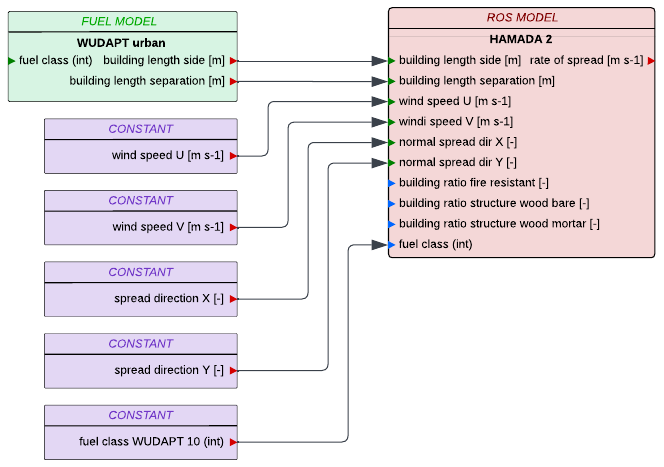 FUEL MODEL
WUDAPT urban
fuel class (int) building length side [m]
building length separation [m]
CONSTANT
wind speed U [m s-1]
CONSTANT
wind speed V [m s-1]
CONSTANT
spread direction X [-]
CONSTANT
spread direction Y [-]
CONSTANT
fuel class WUDAPT 10 (int)
ROS MODEL
HAMADA 2
building length side [m] rate of spread [m s-1]
building length separation [m]
wind speed U [m s-1]
windi speed V [m s-1]
normal spread dir X [-]
normal spread dir Y [-]
building ratio fire resistant [-]
building ratio structure wood bare [-]
building ratio structure wood mortar [-]
fuel class (int)